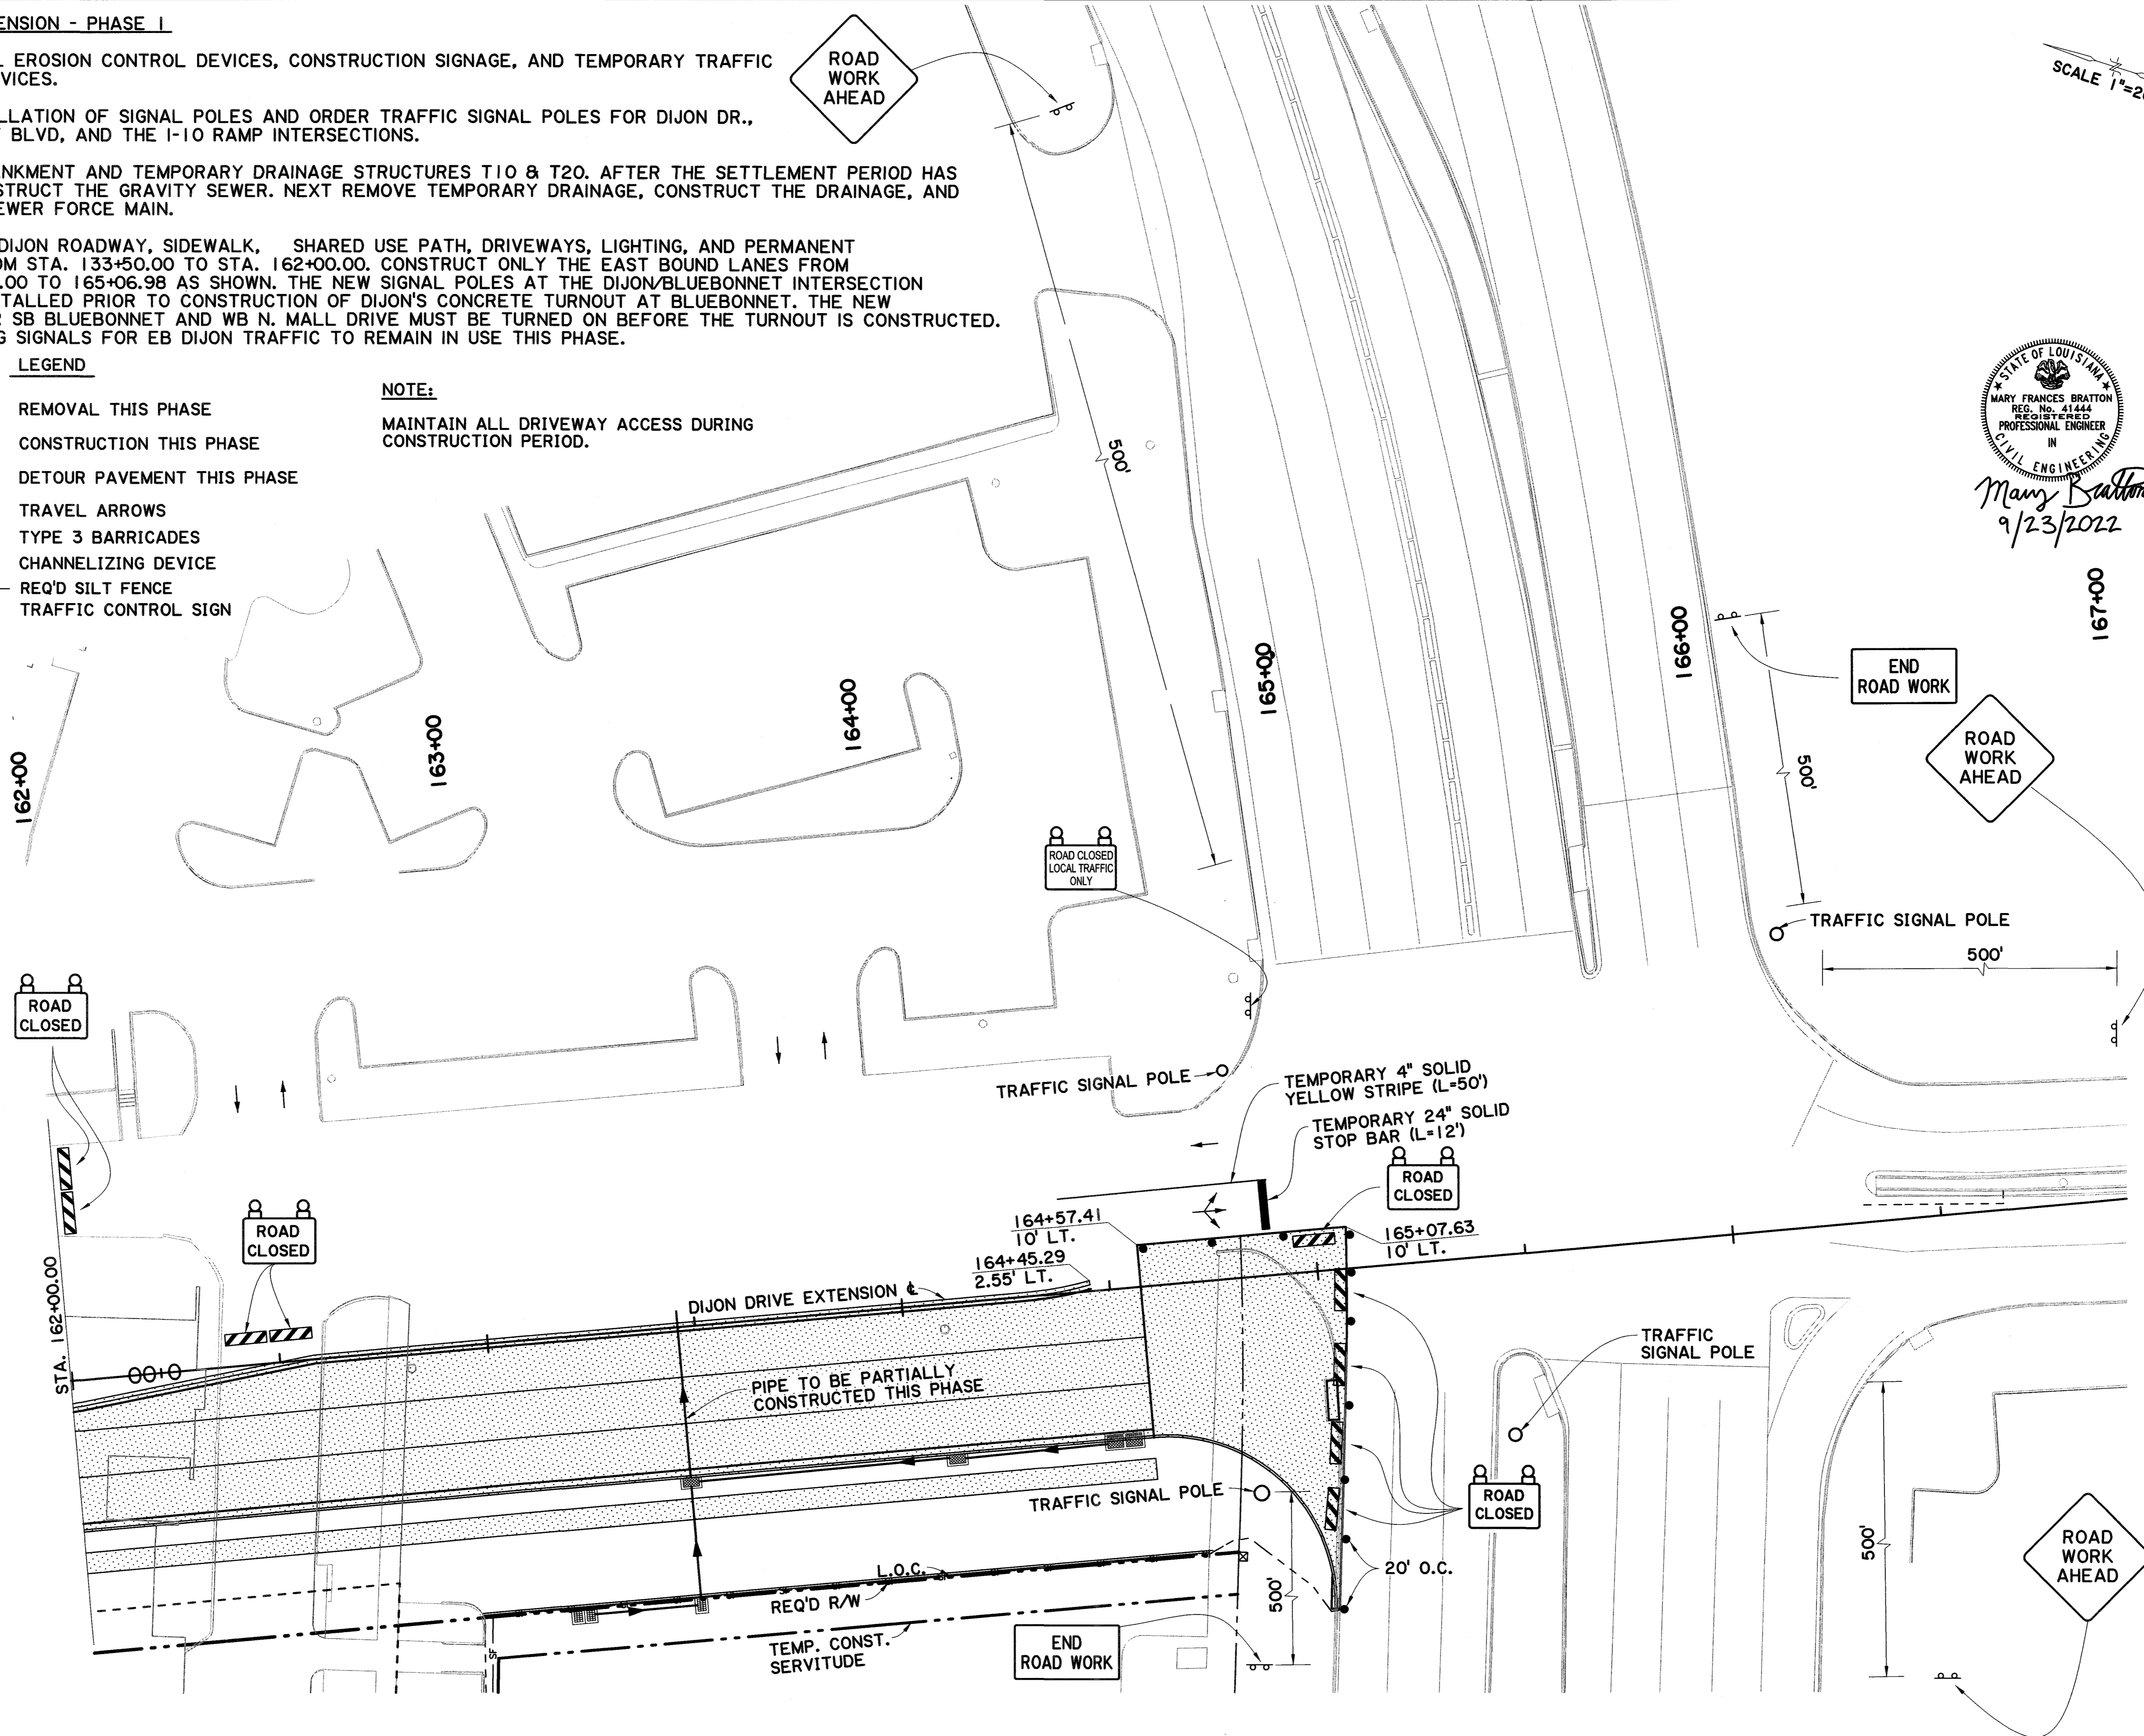 ENSION - PHASE 1
EROSION CONTROL DEVICES, CONSTRUCTION SIGNAGE, AND TEMPORARY TRAFFIC
VICES.
LLATION OF SIGNAL POLES AND ORDER TRAFFIC SIGNAL POLES FOR DIJON DR.,
BLVD, AND THE I-10 RAMP INTERSECTIONS.
NKMENT AND TEMPORARY DRAINAGE STRUCTURES T10 & T20. AFTER THE SETTLEMENT PERIOD HAS
STRUCT THE GRAVITY SEWER. NEXT REMOVE TEMPORARY DRAINAGE, CONSTRUCT THE DRAINAGE, AND
EWER FORCE MAIN.
DIJON ROADWAY, SIDEWALK, SHARED USE PATH, DRIVEWAYS, LIGHTING, AND PERMANENT
OM STA. 133+50.00 TO STA. 162+00.00. CONSTRUCT ONLY THE EAST BOUND LANES FROM
.00 TO 165+06.98 AS SHOWN. THE NEW SIGNAL POLES AT THE DIJON/BLUEBONNET INTERSECTION
TALLED PRIOR TO CONSTRUCTION OF DIJON'S CONCRETE TURNOUT AT BLUEBONNET. THE NEW
SB BLUEBONNET AND WB N. MALL DRIVE MUST BE TURNED ON BEFORE THE TURNOUT IS CONSTRUCTED.
G SIGNALS FOR EB DIJON TRAFFIC TO REMAIN IN USE THIS PHASE.
LEGEND
REMOVAL THIS PHASE
CONSTRUCTION THIS PHASE
DETOUR PAVEMENT THIS PHASE
TRAVEL ARROWS
TYPE 3 BARRICADES
CHANNELIZING DEVICE
REQ'D SILT FENCE
TRAFFIC CONTROL SIGN
NOTE:
MAINTAIN ALL DRIVEWAY ACCESS DURING
CONSTRUCTION PERIOD.
ROAD
WORK
AHEAD
SCALE 1"=20
STATE OF LOUISIANA
MARY FRANCES BRATTON
REG. No. 41444
REGISTERED
PROFESSIONAL ENGINEER
IN
CIVIL ENGINEERING
Mary Bratton
9/23/2022
500'
162+00
163+00
164+00
165+00
166+00
167+00
END
ROAD WORK
500'
ROAD
WORK
AHEAD
ROAD CLOSED
LOCAL TRAFFIC
ONLY
TRAFFIC SIGNAL POLE
500'
ROAD
CLOSED
TRAFFIC SIGNAL POLE
TEMPORARY 4" SOLID
YELLOW STRIPE (L=50')
TEMPORARY 24" SOLID
STOP BAR (L=12')
ROAD
CLOSED
ROAD
CLOSED
164+57.41
10' LT.
165+07.63
10' LT.
164+45.29
2.55' LT.
STA. 162+00.00
DIJON DRIVE EXTENSION ℄
0+00
PIPE TO BE PARTIALLY
CONSTRUCTED THIS PHASE
TRAFFIC
SIGNAL POLE
TRAFFIC SIGNAL POLE
ROAD
CLOSED
500'
500'
20' O.C.
L.O.C.
REQ'D R/W
TEMP. CONST.
SERVITUDE
SF
END
ROAD WORK
ROAD
WORK
AHEAD